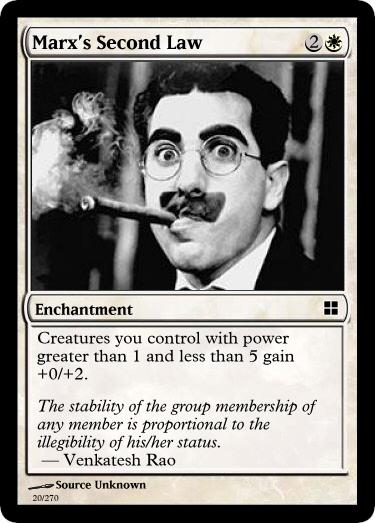 Marx's Second Law 2
Enchantment
Creatures you control with power
greater than 1 and less than 5 gain
+0/+2.
The stability of the group membership of
any member is proportional to the
illegibility of his/her status.
— Venkatesh Rao
Source Unknown
20/270